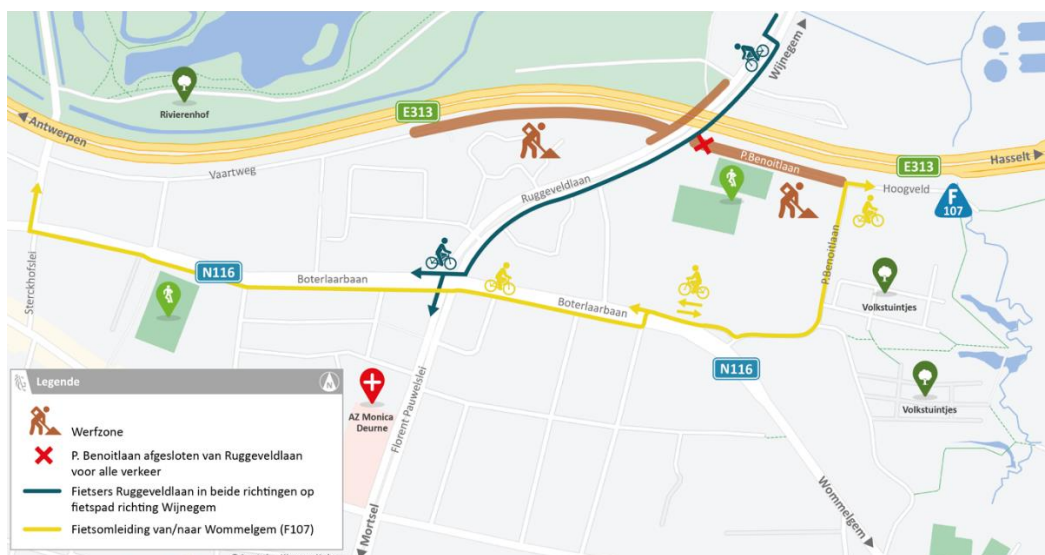 Wijnegem
Rivierenhof
E313
Antwerpen
P.Benoitlaan
Hasselt
E313
Vaartweg
Ruggeveldlaan
Hoogveld
F
107
Sterckhofslei
N116
Boterlaarbaan
P.Benoitlaan
Boterlaarbaan
Volkstuintjes
N116
Legende
N
AZ Monica
Deurne
Florent Pauwelslei
Volkstuintjes
Werfzone
P. Benoitlaan afgesloten van Ruggeveldlaan
voor alle verkeer
Fietsers Ruggeveldlaan in beide richtingen op
fietspad richting Wijnegem
Wommelgem
Fietsomleiding van/naar Wommelgem (F107)
Mortsel